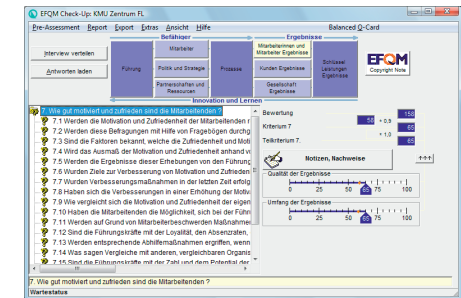 EFQM Check-Up: KMU Zentrum FL
Pre-Assessment Report Export Extras Ansicht Hilfe Balanced Q-Card
Befähiger Ergebnisse
Interview verteilen
Antworten laden
Führung
Mitarbeiter
Politik und Strategie
Partnerschaften und
Ressourcen
Prozesse
Mitarbeiterinnen und
Mitarbeiter Ergebnisse
Kunden Ergebnisse
Gesellschaft
Ergebnisse
Schlüssel
Leistungen
Ergebnisse
EFQM
Copyright Note
Innovation und Lernen
7. Wie gut motiviert und zufrieden sind die Mitarbeitenden ?
7.1 Werden die Motivation und Zufriedenheit der Mitarbeitenden r
7.2 Werden diese Befragungen mit Hilfe von Fragebögen durchg
7.3 Sind die Faktoren bekannt, welche die Zufriedenheit und Moti
7.4 Wird das Ausmaß der Motivation und Zufriedenheit anhand v
7.5 Werden die Ergebnisse dieser Erhebungen von den Führung
7.6 Wurden Ziele zur Verbesserung von Motivation und Zufrieden
7.7 Wurden Verbesserungsmaßnahmen in der letzten Zeit erfolg
7.8 Haben sich die Verbesserungen in einer Erhöhung der Motiv
7.9 Wie vergleicht sich die Motivation und Zufriedenheit der eigen
7.10 Haben die Mitarbeitenden die Möglichkeit, sich bei der Führ
7.11 Werden auf Grund von Mitarbeiterbeschwerden Maßnahme
7.12 Sind die Führungskräfte mit der Loyalität, den Absenzraten,
7.13 Werden entsprechende Abhilfemaßnahmen ergriffen, wenn
7.14 Was sagen Vergleiche mit anderen, vergleichbaren Organis
7.15 Sind die Führungskräfte mit der Zahl und dem Potential der
Bewertung 158
Kriterium 7 58 + 0,9 65
+ 1,0
Teilkriterium 7. 65
Notizen, Nachweise
Qualität der Ergebnisse
0 25 50 65 75 100
Umfang der Ergebnisse
0 25 50 65 75 100
7. Wie gut motiviert und zufrieden sind die Mitarbeitenden ?
Wartestatus